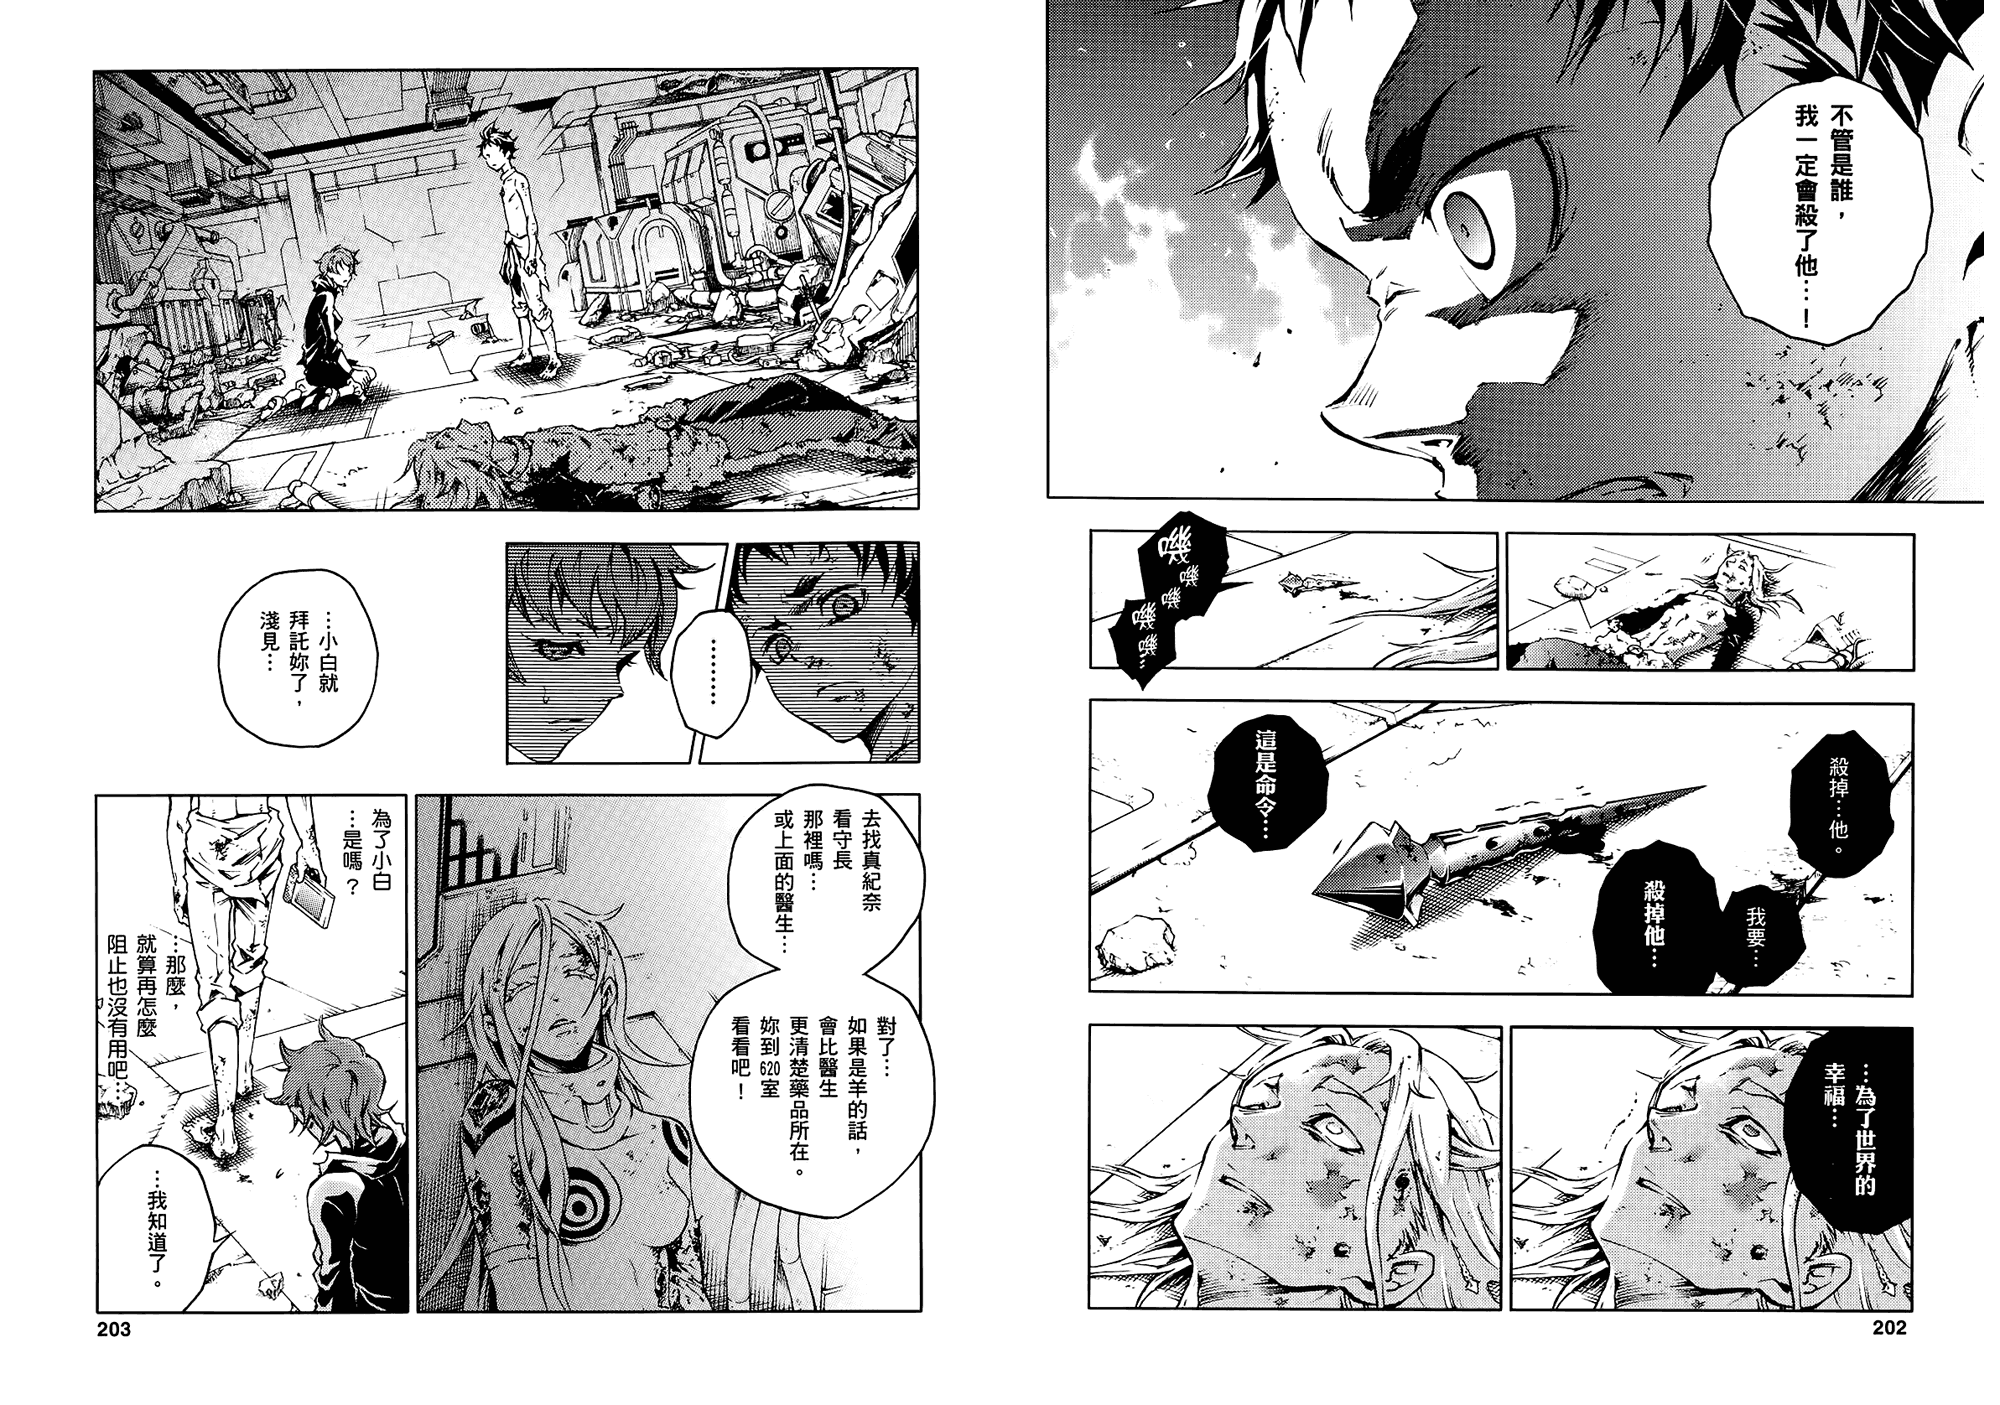 不管是誰，
我一定會殺了他…！
殺掉…他。
我要…
殺掉他…
這是命令…
…為了世界的
幸福…
202
………
…小白就
拜託妳了，
淺見…
去找真紀奈
看守長
那裡嗎…
或上面的醫生…
對了…
如果是羊的話，
會比醫生
更清楚藥品所在。
妳到620室
看看吧！
為了小白
…是嗎？
…那麼，
就算再怎麼
阻止也沒有用吧…
…我知道了。
203